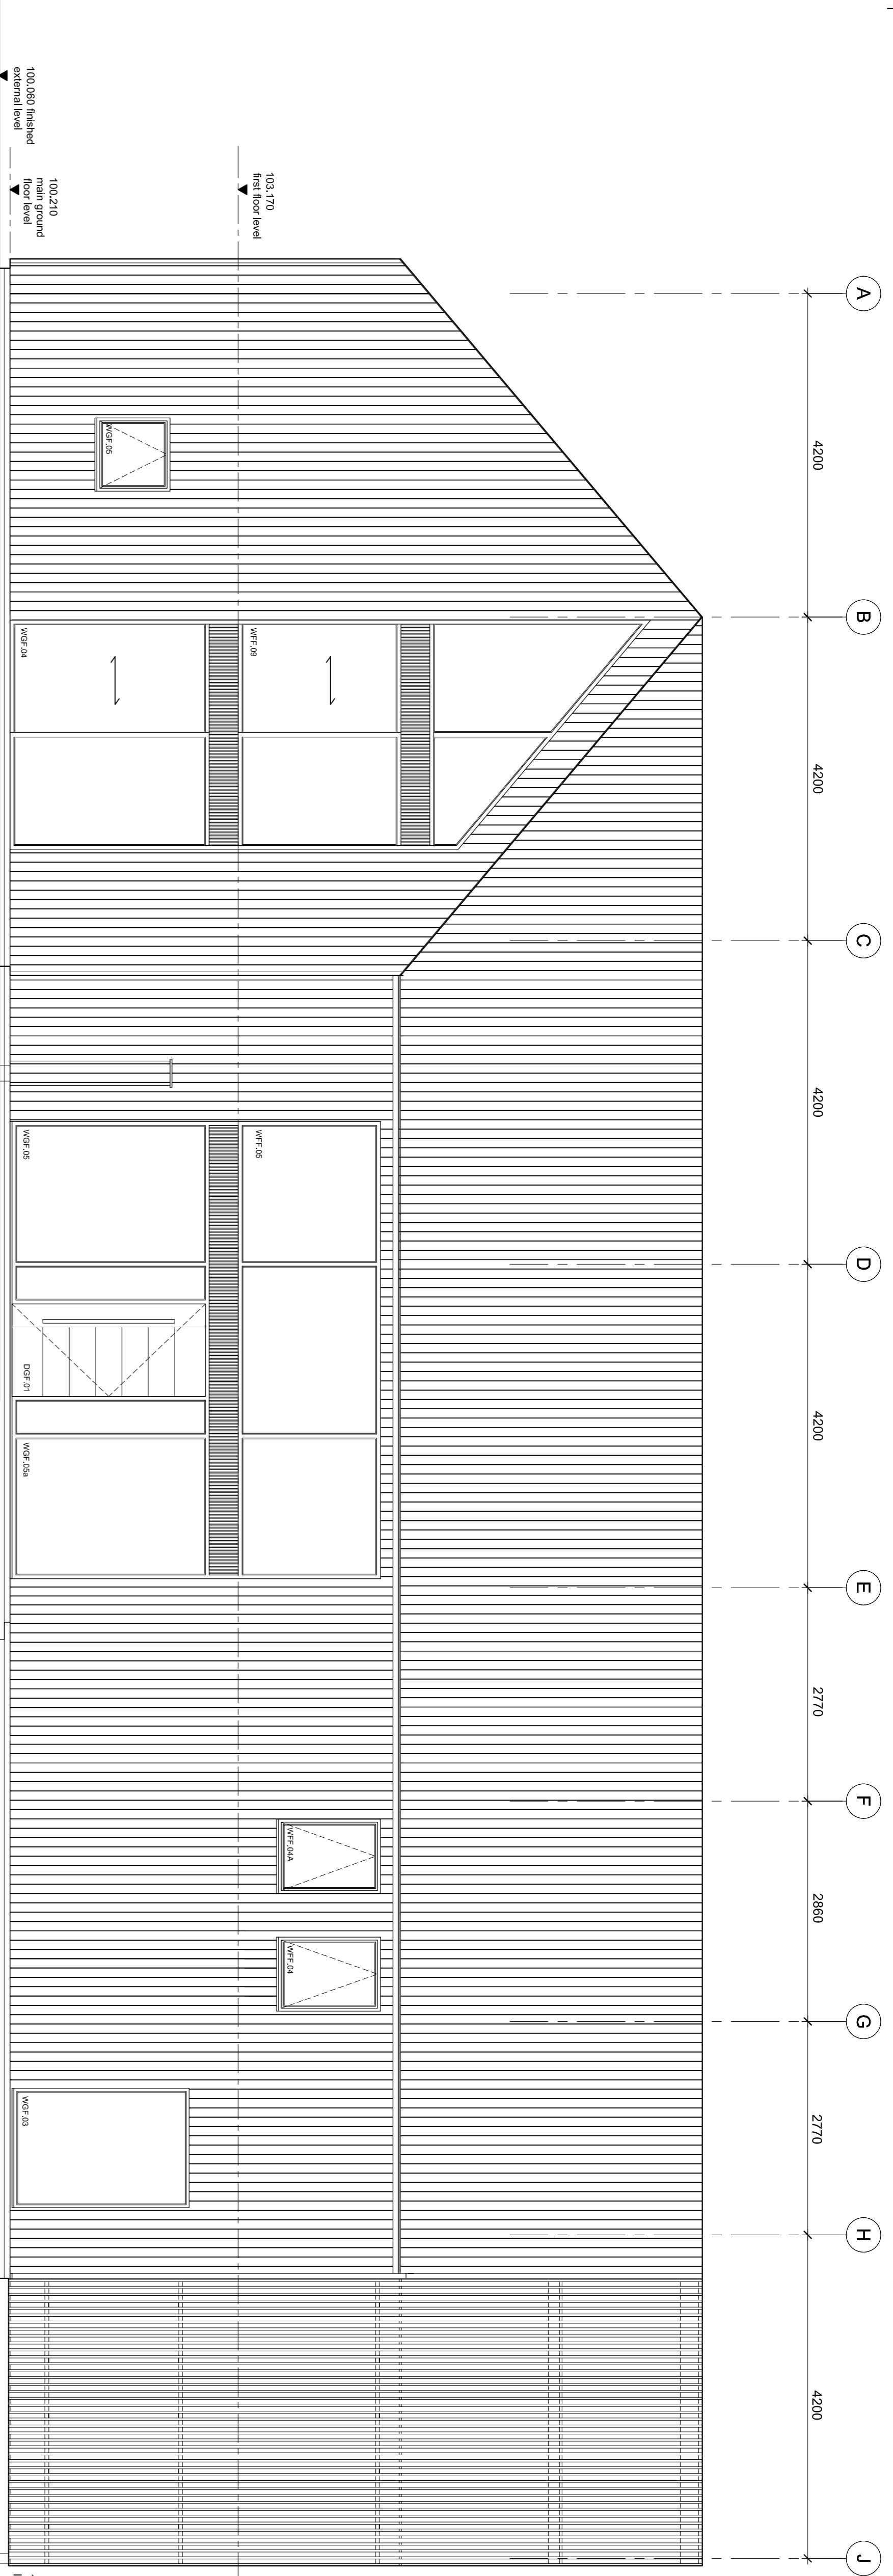 A
B
C
D
E
F
G
H
J
4200
4200
4200
4200
2770
2860
2770
4200
103.170
first floor level
100.210
main ground
floor level
100.060 finished
external level
WGF.05
WGF.04
WFF.09
WFF.05
WGF.05
DGF.01
WGF.05a
WFF.04A
WFF.04
WGF.03